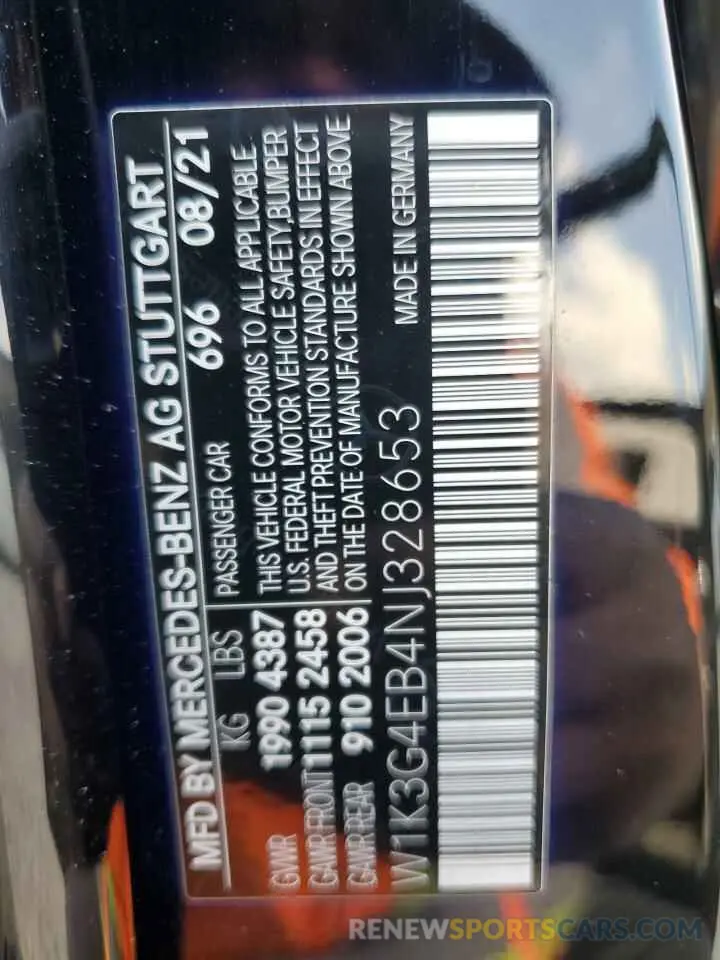 MFD BY MERCEDES-BENZ AG STUTTGART
696 08/21
KG LBS PASSENGER CAR
GVWR 1990 4387 THIS VEHICLE CONFORMS TO ALL APPLICABLE
GAWR FRONT 1115 2458 U.S. FEDERAL MOTOR VEHICLE SAFETY, BUMPER
AND THEFT PREVENTION STANDARDS IN EFFECT
GAWR REAR 910 2006 ON THE DATE OF MANUFACTURE SHOWN ABOVE
W1K3G4EB4NJ328653 MADE IN GERMANY
RENEWSPORTSCARS.COM